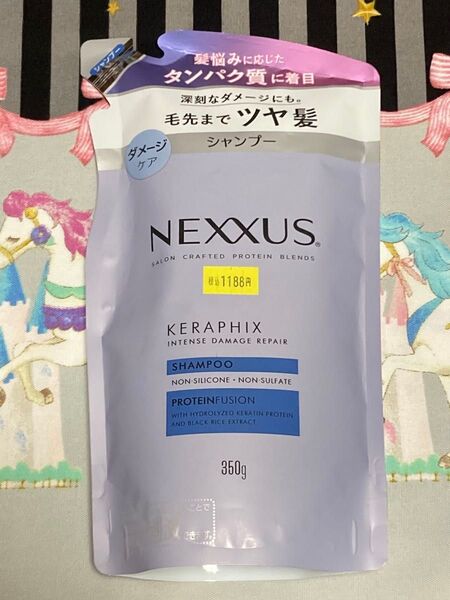 シャンプー
髪悩みに応じた
タンパク質に着目
深刻なダメージにも。
毛先まで ツヤ髪
シャンプー
ダメージ
ケア
NEXXUS®
SALON CRAFTED PROTEIN BLENDS
税込1188円
KERAPHIX
INTENSE DAMAGE REPAIR
SHAMPOO
NON-SILICONE • NON-SULFATE
PROTEINFUSION
WITH HYDROLYZED KERATIN PROTEIN
AND BLACK RICE EXTRACT
350g